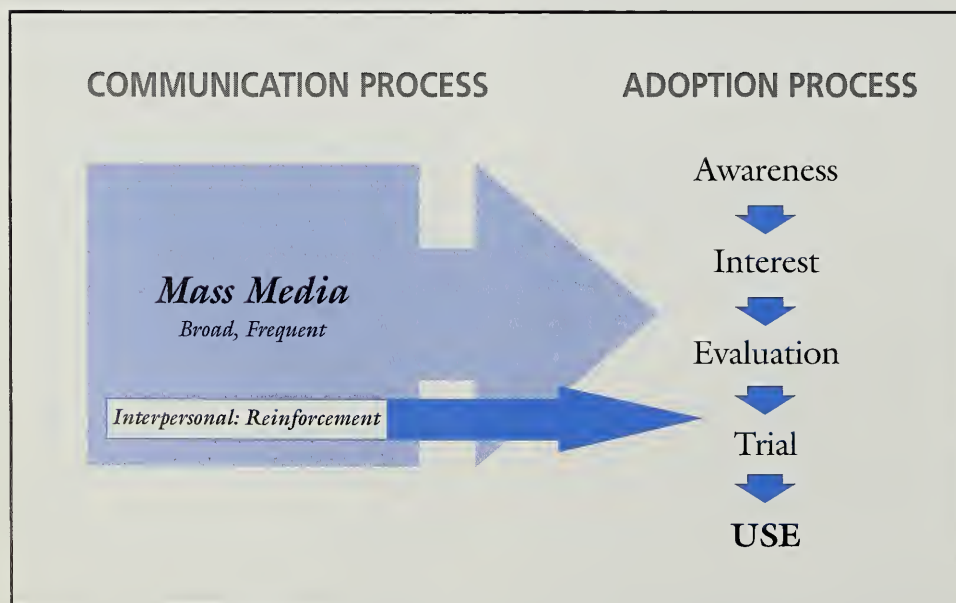 COMMUNICATION PROCESS
Mass Media
Broad, Frequent
Interpersonal: Reinforcement
ADOPTION PROCESS
Awareness
Interest
Evaluation
Trial
USE